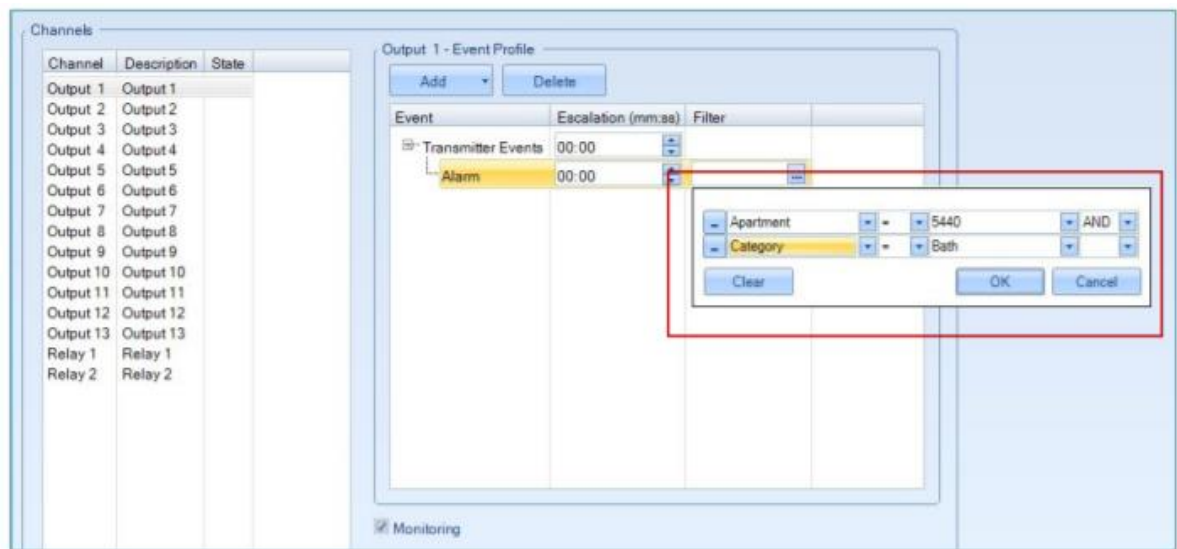 Channels
Channel Description State
Output 1 Output 1
Output 2 Output 2
Output 3 Output 3
Output 4 Output 4
Output 5 Output 5
Output 6 Output 6
Output 7 Output 7
Output 8 Output 8
Output 9 Output 9
Output 10 Output 10
Output 11 Output 11
Output 12 Output 12
Output 13 Output 13
Relay 1 Relay 1
Relay 2 Relay 2
Output 1 - Event Profile
Add Delete
Event Escalation (mm:ss) Filter
Transmitter Events 00:00
Alarm 00:00 ...
Apartment = 5440 AND
Category = Bath
Clear OK Cancel
Monitoring